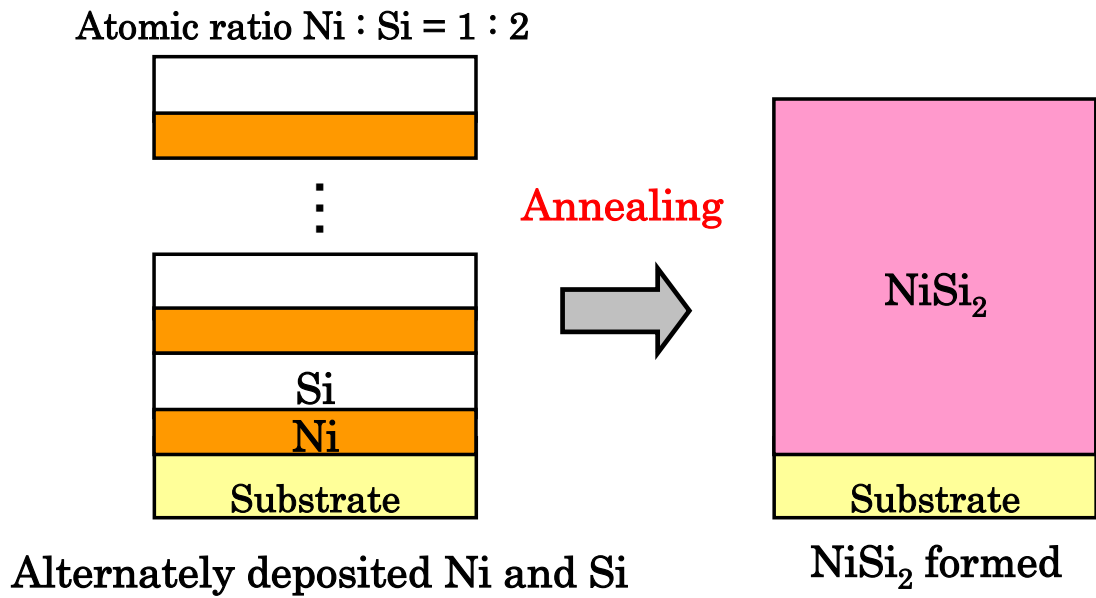 Atomic ratio Ni : Si = 1 : 2
Si
Ni
Substrate
Alternately deposited Ni and Si
Annealing
NiSi₂
Substrate
NiSi₂ formed